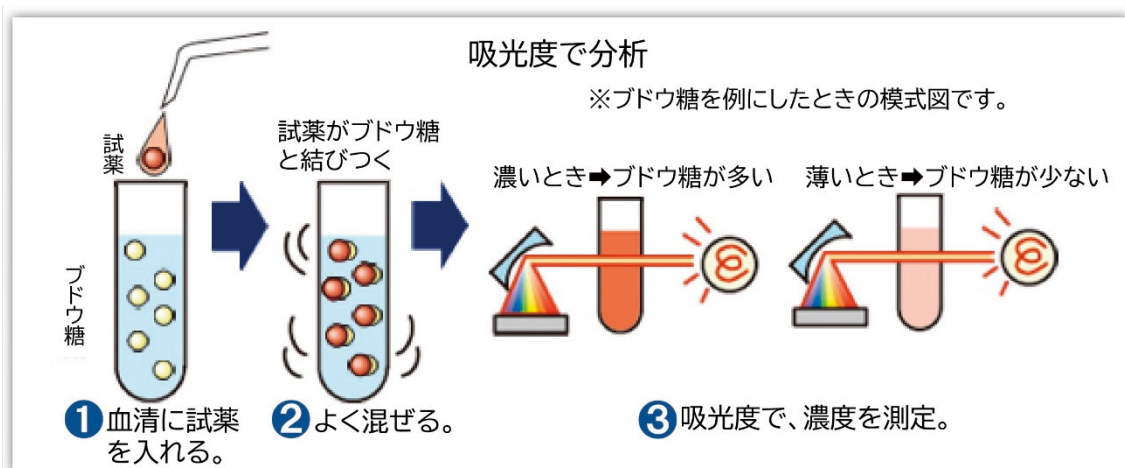 吸光度で分析
※ブドウ糖を例にしたときの模式図です。
試薬
試薬がブドウ糖
と結びつく
濃いとき➡ブドウ糖が多い
薄いとき➡ブドウ糖が少ない
ブドウ糖
❶血清に試薬
を入れる。
❷よく混ぜる。
❸吸光度で、濃度を測定。